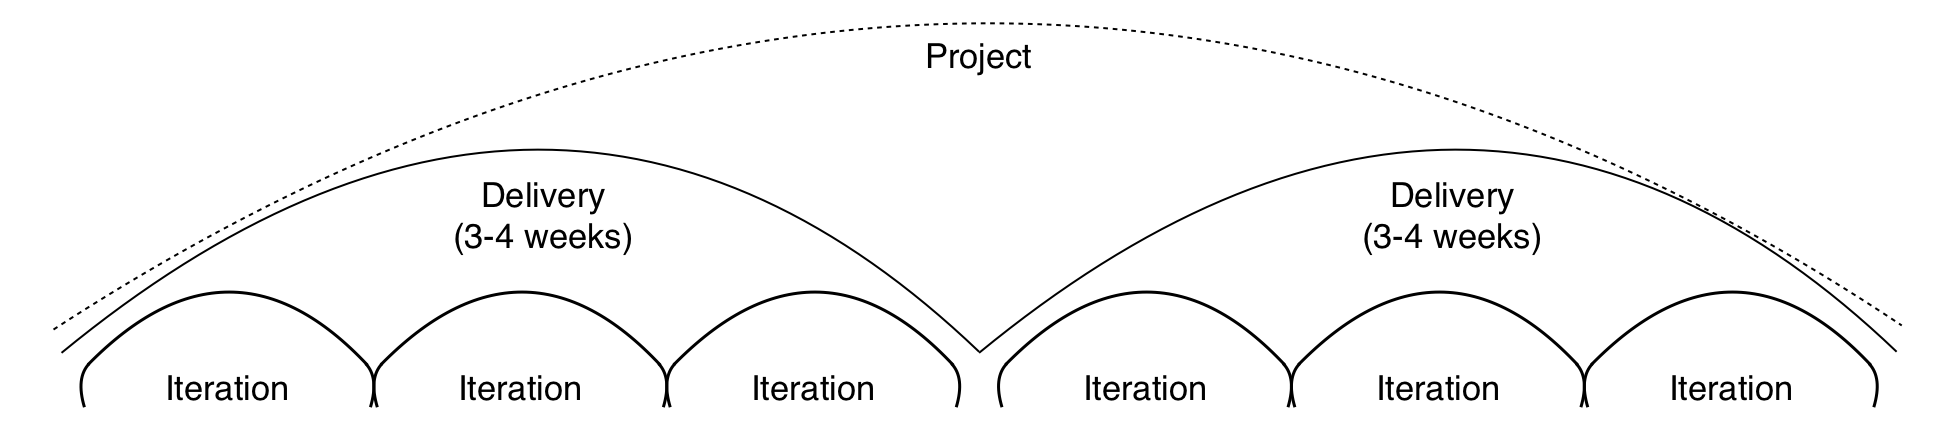 Project
Delivery
(3-4 weeks)
Delivery
(3-4 weeks)
Iteration
Iteration
Iteration
Iteration
Iteration
Iteration